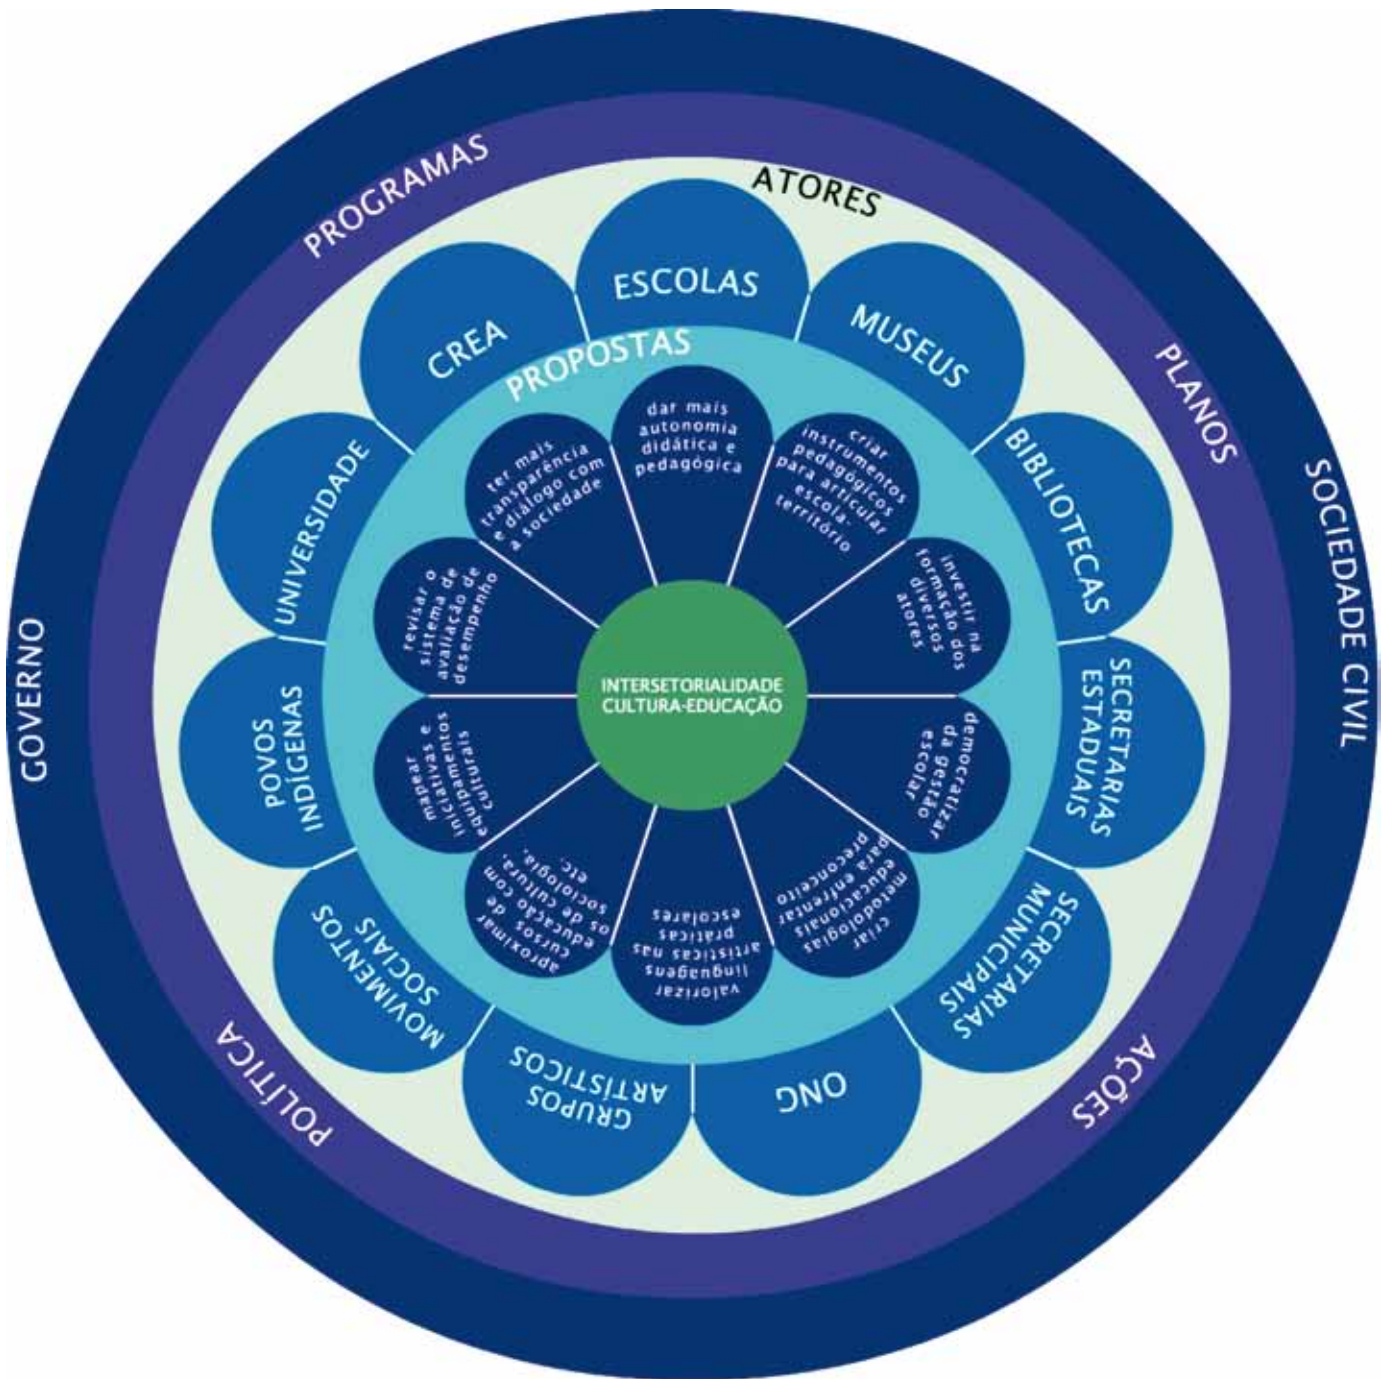 GOVERNO
SOCIEDADE CIVIL
PROGRAMAS
PLANOS
AÇÕES
POLÍTICA
ATORES
ESCOLAS
MUSEUS
BIBLIOTECAS
SECRETARIAS
ESTADUAIS
SECRETARIAS
MUNICIPAIS
ONG
GRUPOS
ARTÍSTICOS
MOVIMENTOS
SOCIAIS
POVOS
INDÍGENAS
UNIVERSIDADE
CREA
PROPOSTAS
dar mais
autonomia
didática e
pedagógica
criar
instrumentos
pedagógicos
para articular
escola-
território
investir na
formação dos
diversos
atores
democratizar
da gestão
escolar
criar
metodologias
educacionais
para enfrentar
preconceito
valorizar
linguagens
artísticas nas
práticas
escolares
aproximar
cursos de
educação com
os de cultura,
sociologia,
etc.
mapear
iniciativas e
equipamentos
culturais
revisar o
sistema de
avaliação de
desempenho
ter mais
transparência
e diálogo com
a sociedade
INTERSETORIALIDADE
CULTURA-EDUCAÇÃO